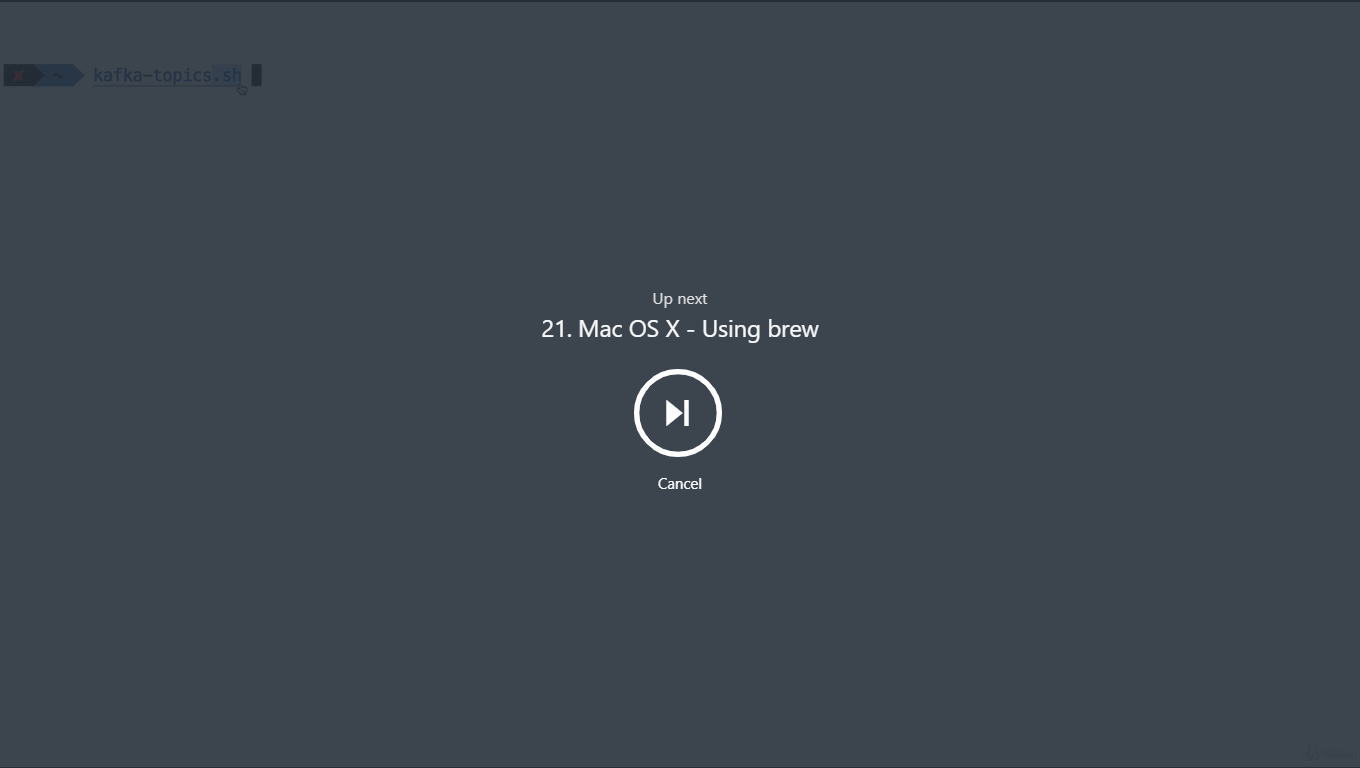 ✘ ~ kafka-topics.sh
Up next
21. Mac OS X - Using brew
Cancel